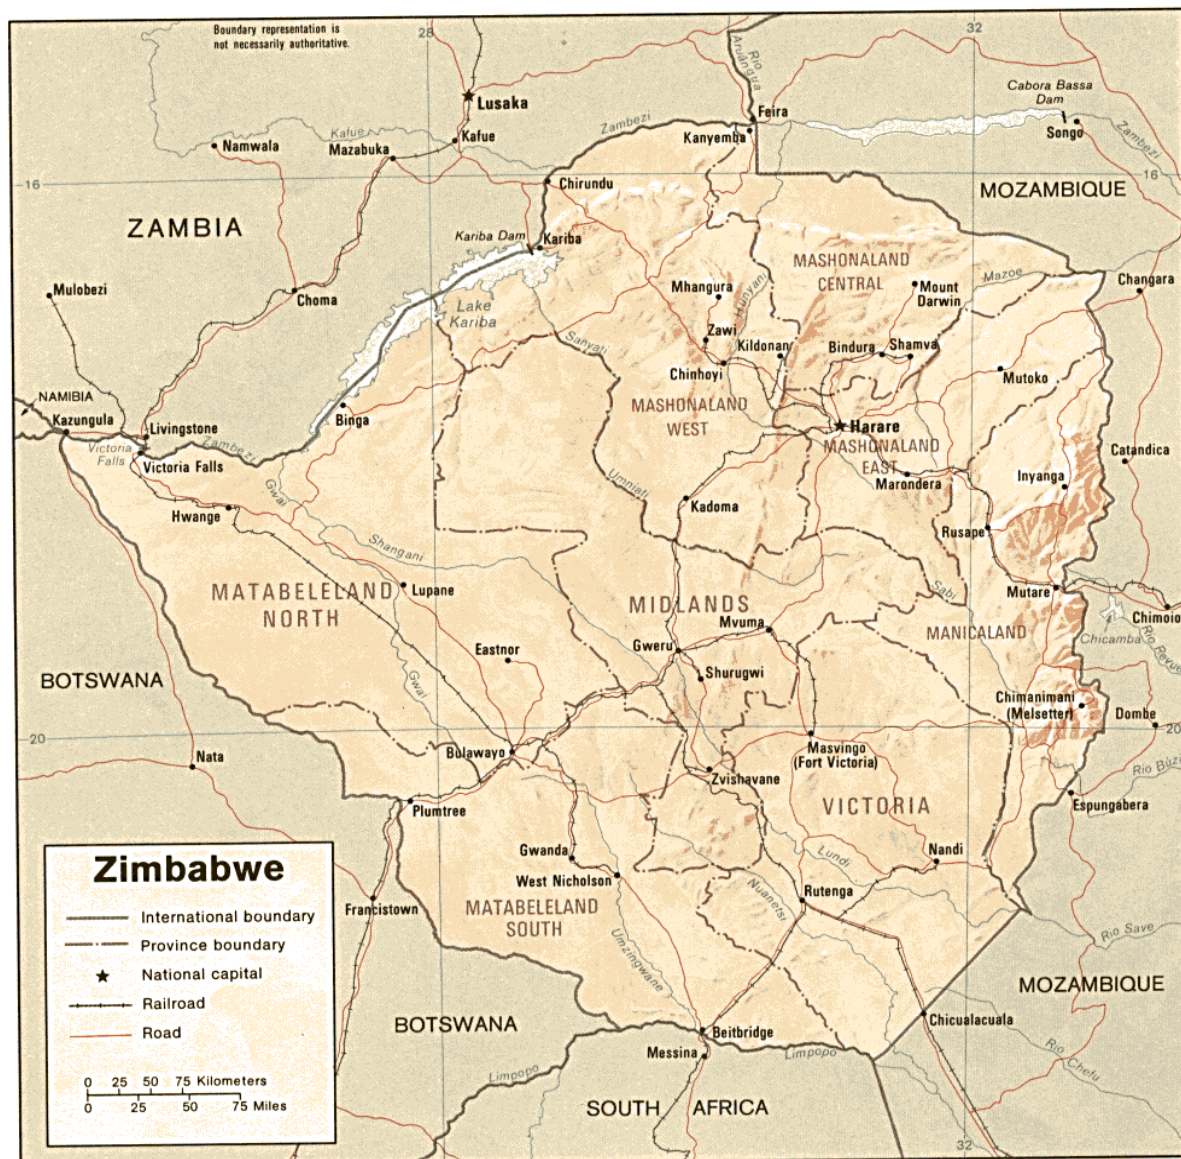 Boundary representation is
not necessarily authoritative.
28
32
Rio
Aruângua
Cabora Bassa
Dam
Lusaka
Feira
Zambezi
Kafue
Kafue
Kanyemba
Songo
Zambezi
Namwala
Mazabuka
16
Chirundu
16
MOZAMBIQUE
ZAMBIA
Kariba Dam
Kariba
MASHONALAND
CENTRAL
Mazoe
Mulobezi
Choma
Lake
Kariba
Mhangura
Hunyani
Mount
Darwin
Changara
Sanyati
Zawi
Kildonan
Bindura
Shamva
Chinhoyi
Mutoko
NAMIBIA
Kazungula
Livingstone
Binga
MASHONALAND
WEST
Harare
MASHONALAND
EAST
Victoria
Falls
Zambezi
Victoria Falls
Catandica
Gwai
Umniati
Marondera
Inyanga
Hwange
Kadoma
Rusape
Shangani
MATABELELAND
NORTH
Lupane
MIDLANDS
Sabi
Mutare
Chimoio
Mvuma
MANICALAND
Chicamba
Rio Revue
Eastnor
Gweru
Gwai
Shurugwi
BOTSWANA
Chimanimani
(Melsetter)
Dombe
20
20
Nata
Bulawayo
Masvingo
(Fort Victoria)
Zvishavane
Rio Búzi
Plumtree
VICTORIA
Espungabera
Zimbabwe
International boundary
Province boundary
National capital
Railroad
Road
0 25 50 75 Kilometers
0 25 50 75 Miles
Gwanda
Lundi
Nandi
West Nicholson
Nuanetsi
Rutenga
Francistown
MATABELELAND
SOUTH
Umzingwane
Rio Save
MOZAMBIQUE
BOTSWANA
Beitbridge
Chicualacuala
Messina
Limpopo
Rio Chefu
Limpopo
SOUTH AFRICA
32